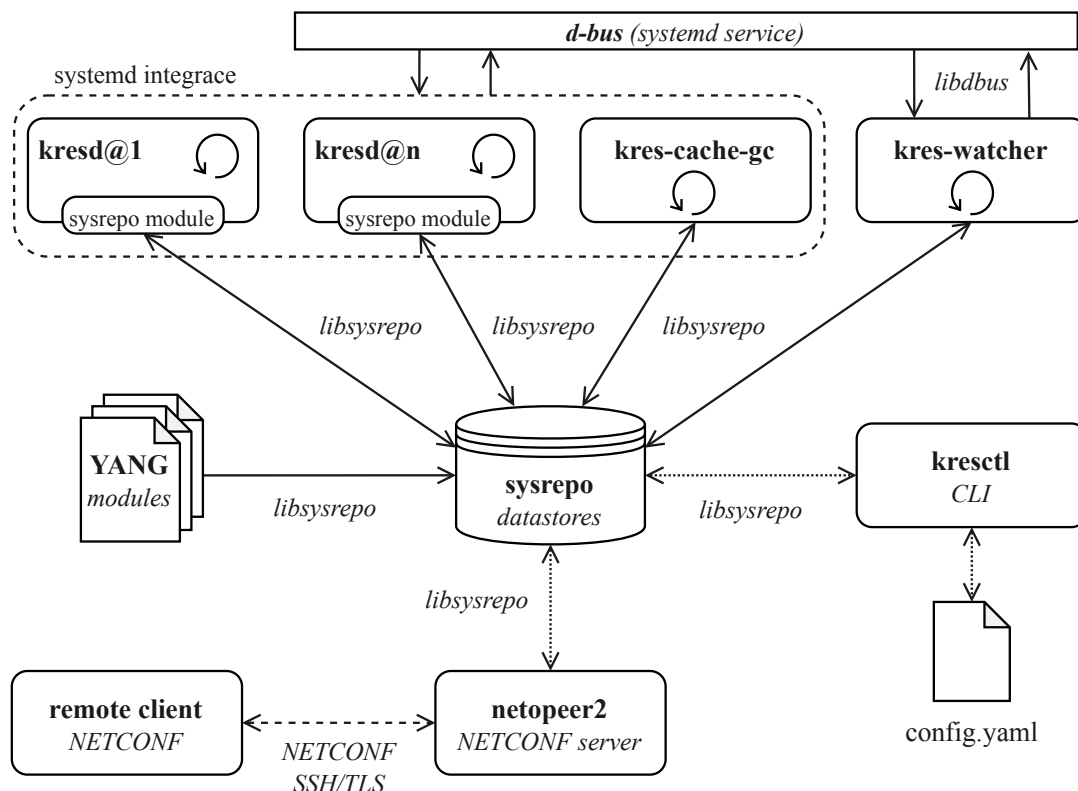 d-bus (systemd service)
systemd integrace
libdbus
kresd@1
kresd@n
kres-cache-gc
kres-watcher
sysrepo module
sysrepo module
libsysrepo
libsysrepo
libsysrepo
YANG
modules
libsysrepo
sysrepo
datastores
libsysrepo
kresctl
CLI
libsysrepo
remote client
NETCONF
NETCONF
SSH/TLS
netopeer2
NETCONF server
config.yaml